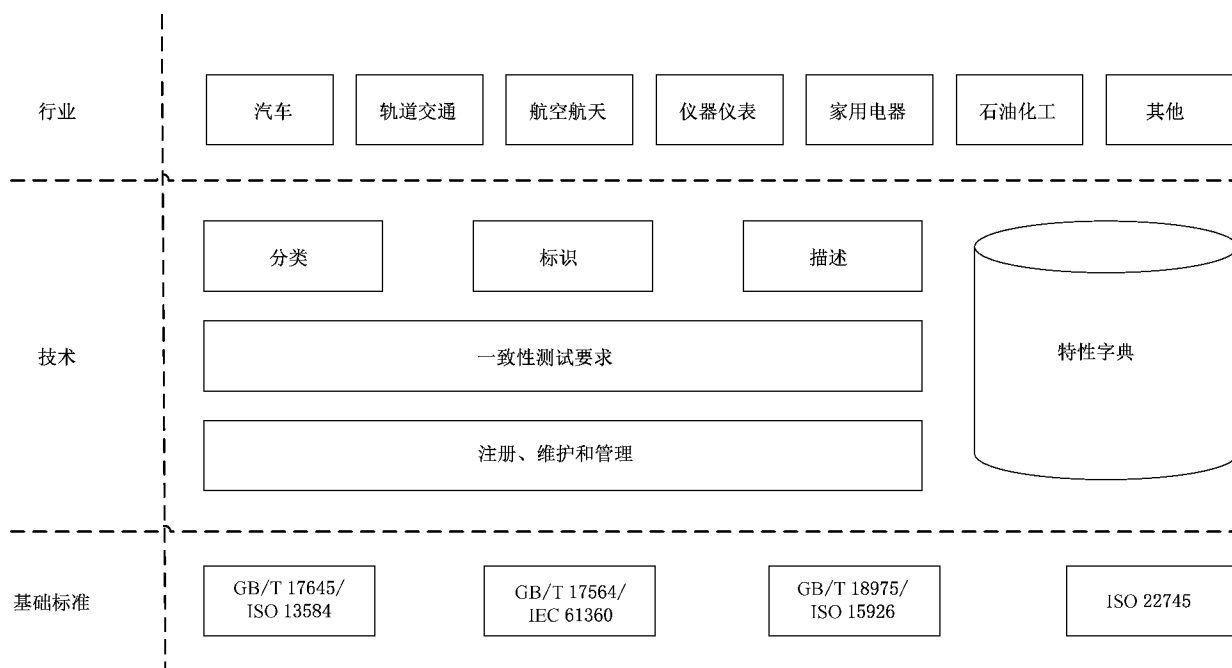 行业
汽车
轨道交通
航空航天
仪器仪表
家用电器
石油化工
其他
技术
分类
标识
描述
一致性测试要求
注册、维护和管理
特性字典
基础标准
GB/T 17645/
ISO 13584
GB/T 17564/
IEC 61360
GB/T 18975/
ISO 15926
ISO 22745